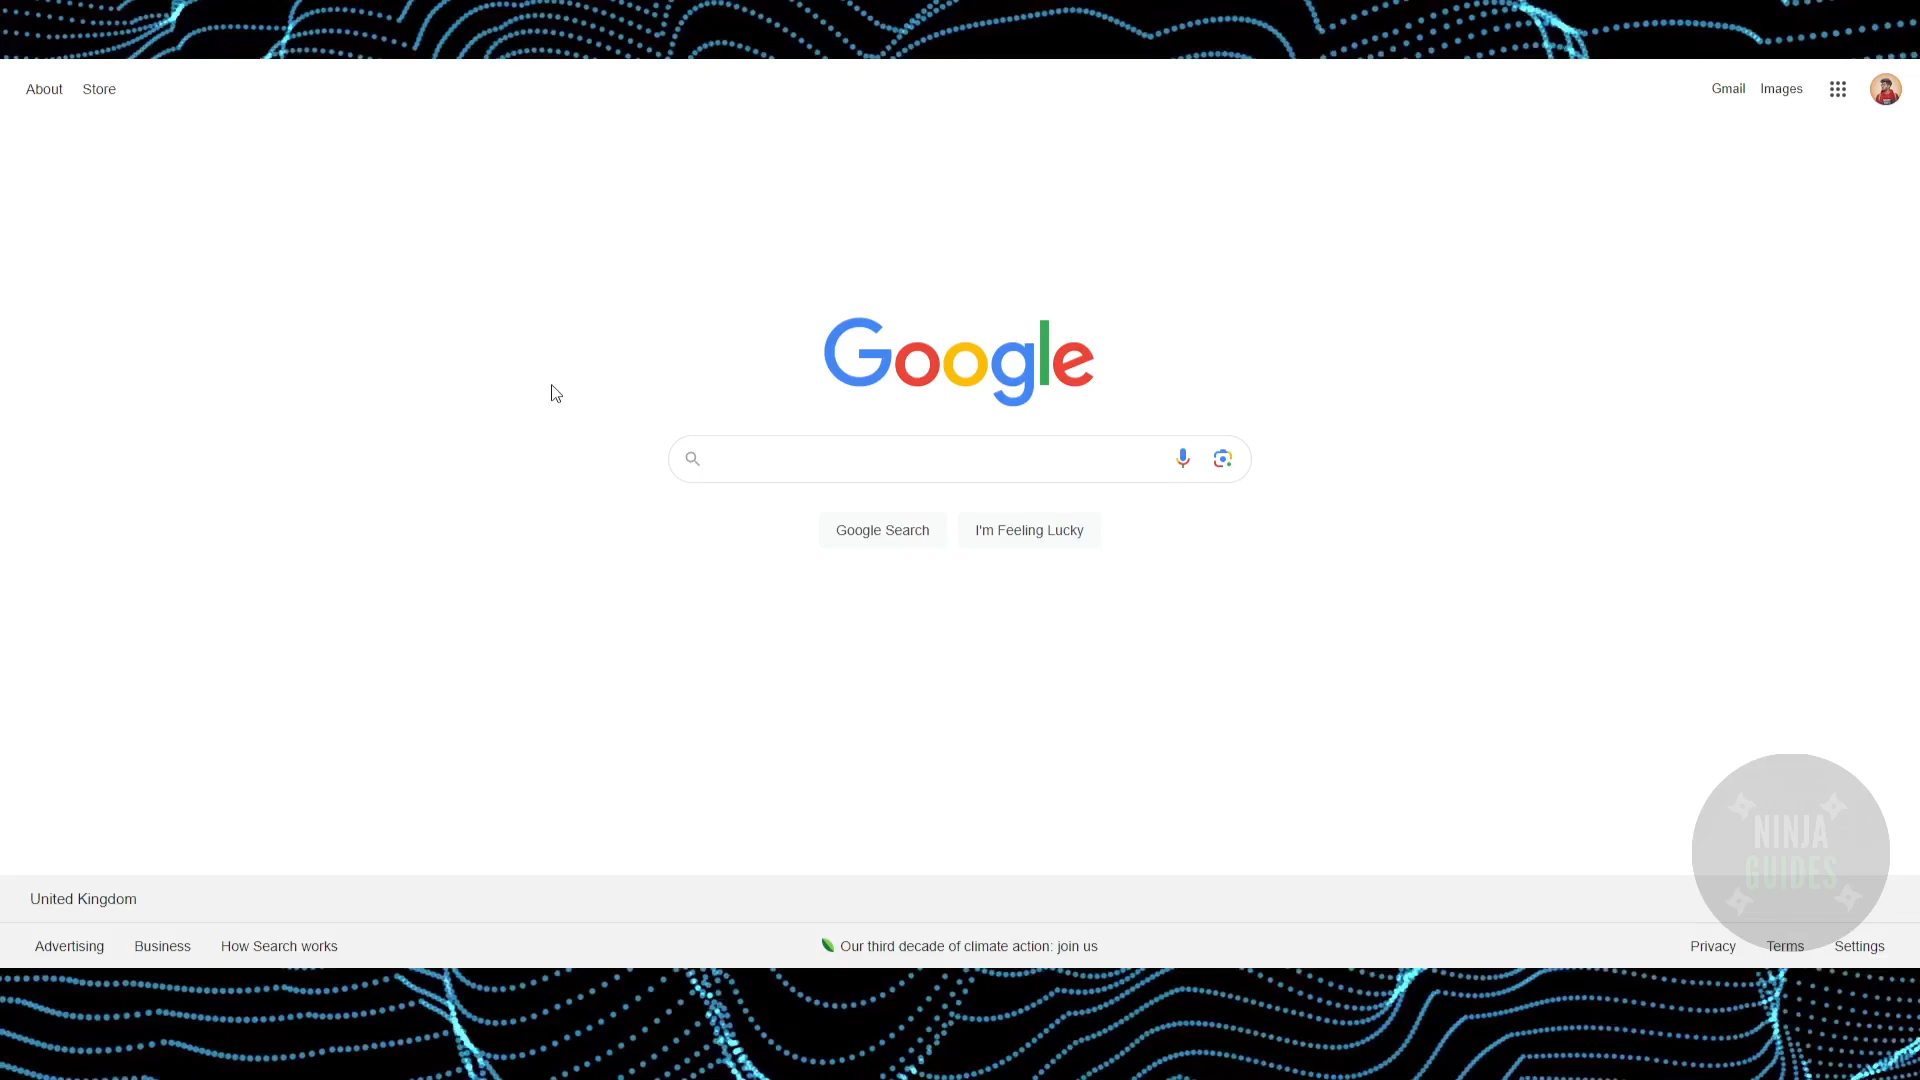 About Store
Gmail Images
Google
Google Search I'm Feeling Lucky
NINJA
GUIDES
United Kingdom
Advertising Business How Search works
Our third decade of climate action: join us
Privacy Terms Settings